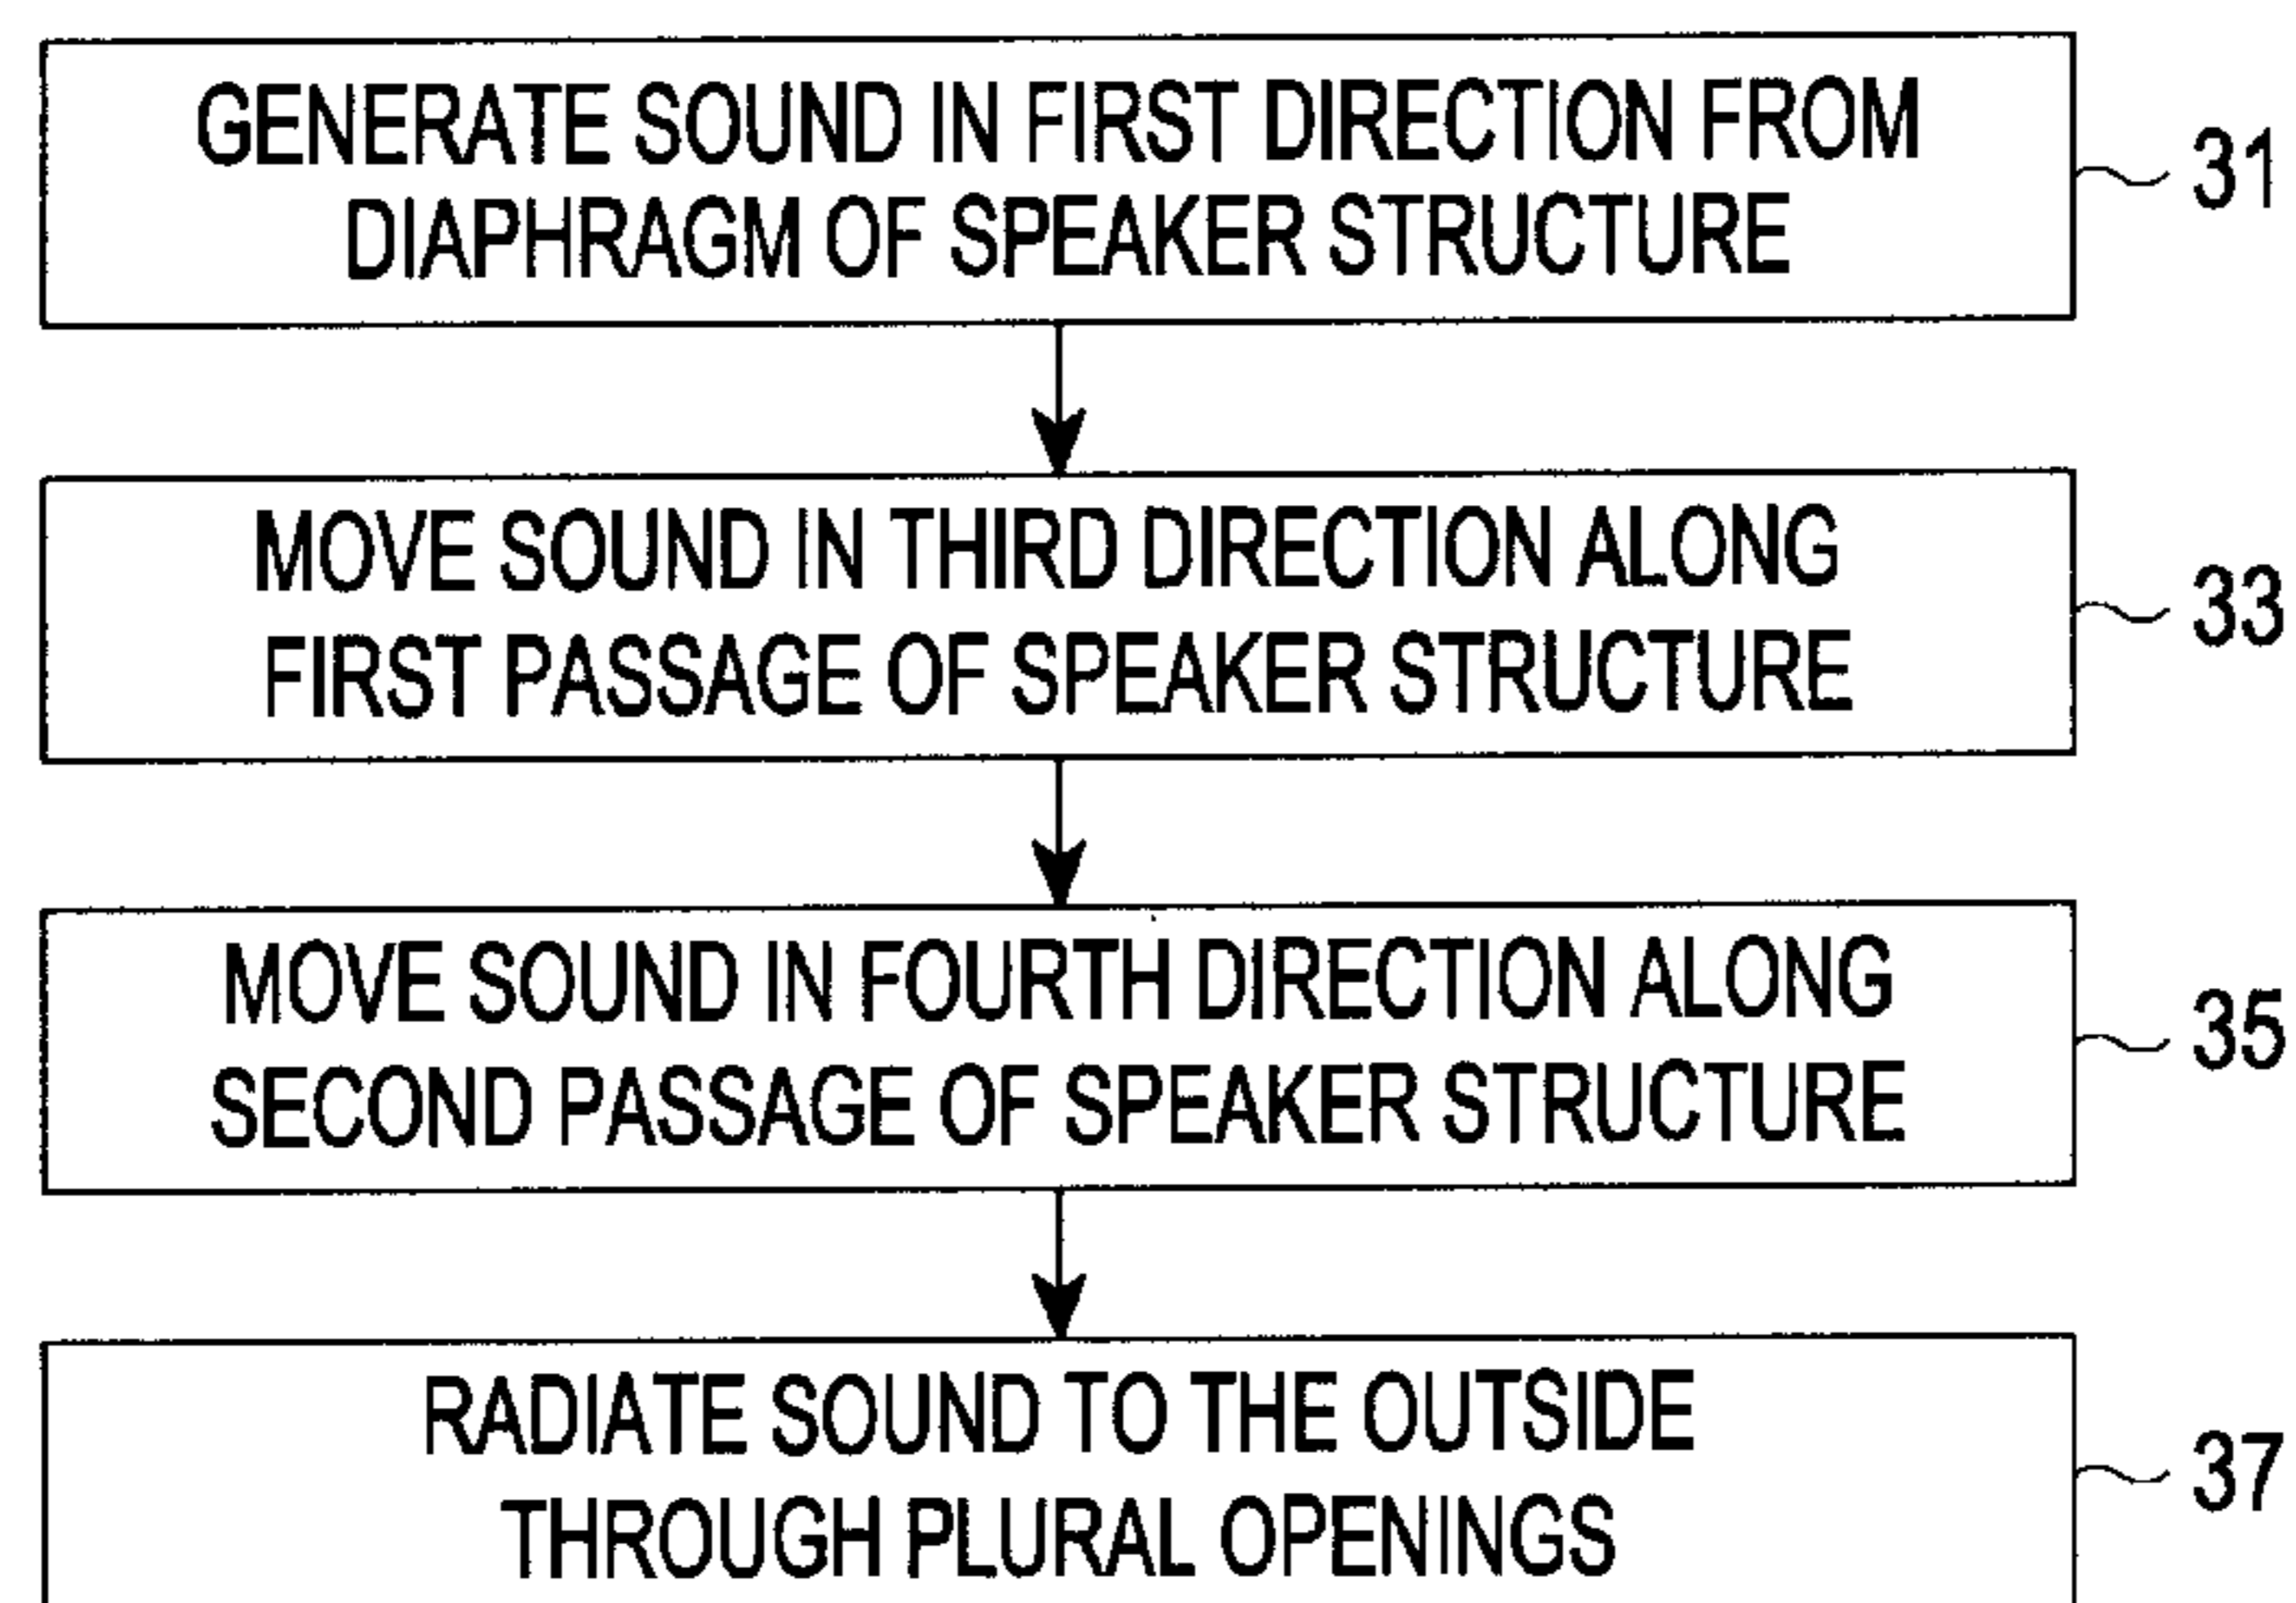 GENERATE SOUND IN FIRST DIRECTION FROM
DIAPHRAGM OF SPEAKER STRUCTURE
31
MOVE SOUND IN THIRD DIRECTION ALONG
FIRST PASSAGE OF SPEAKER STRUCTURE
33
MOVE SOUND IN FOURTH DIRECTION ALONG
SECOND PASSAGE OF SPEAKER STRUCTURE
35
RADIATE SOUND TO THE OUTSIDE
THROUGH PLURAL OPENINGS
37